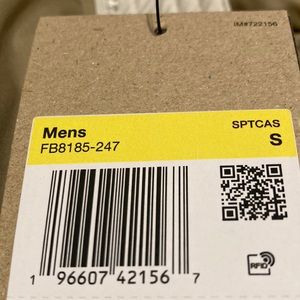 IM#722156
Mens
SPTCAS
FB8185-247
S
RFID
1 96607 42156 7